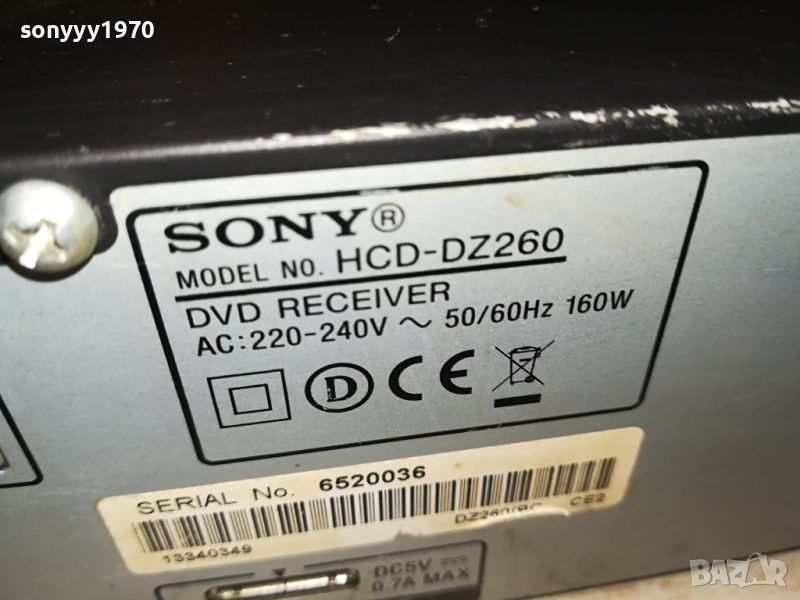 sonyyy1970
SONY®
MODEL NO. HCD-DZ260
DVD RECEIVER
AC:220-240V ~ 50/60Hz 160W
D CE
SERIAL No. 6520036
13340349 CE2
DC5V ⎓
0.7A MAX
BAZAR